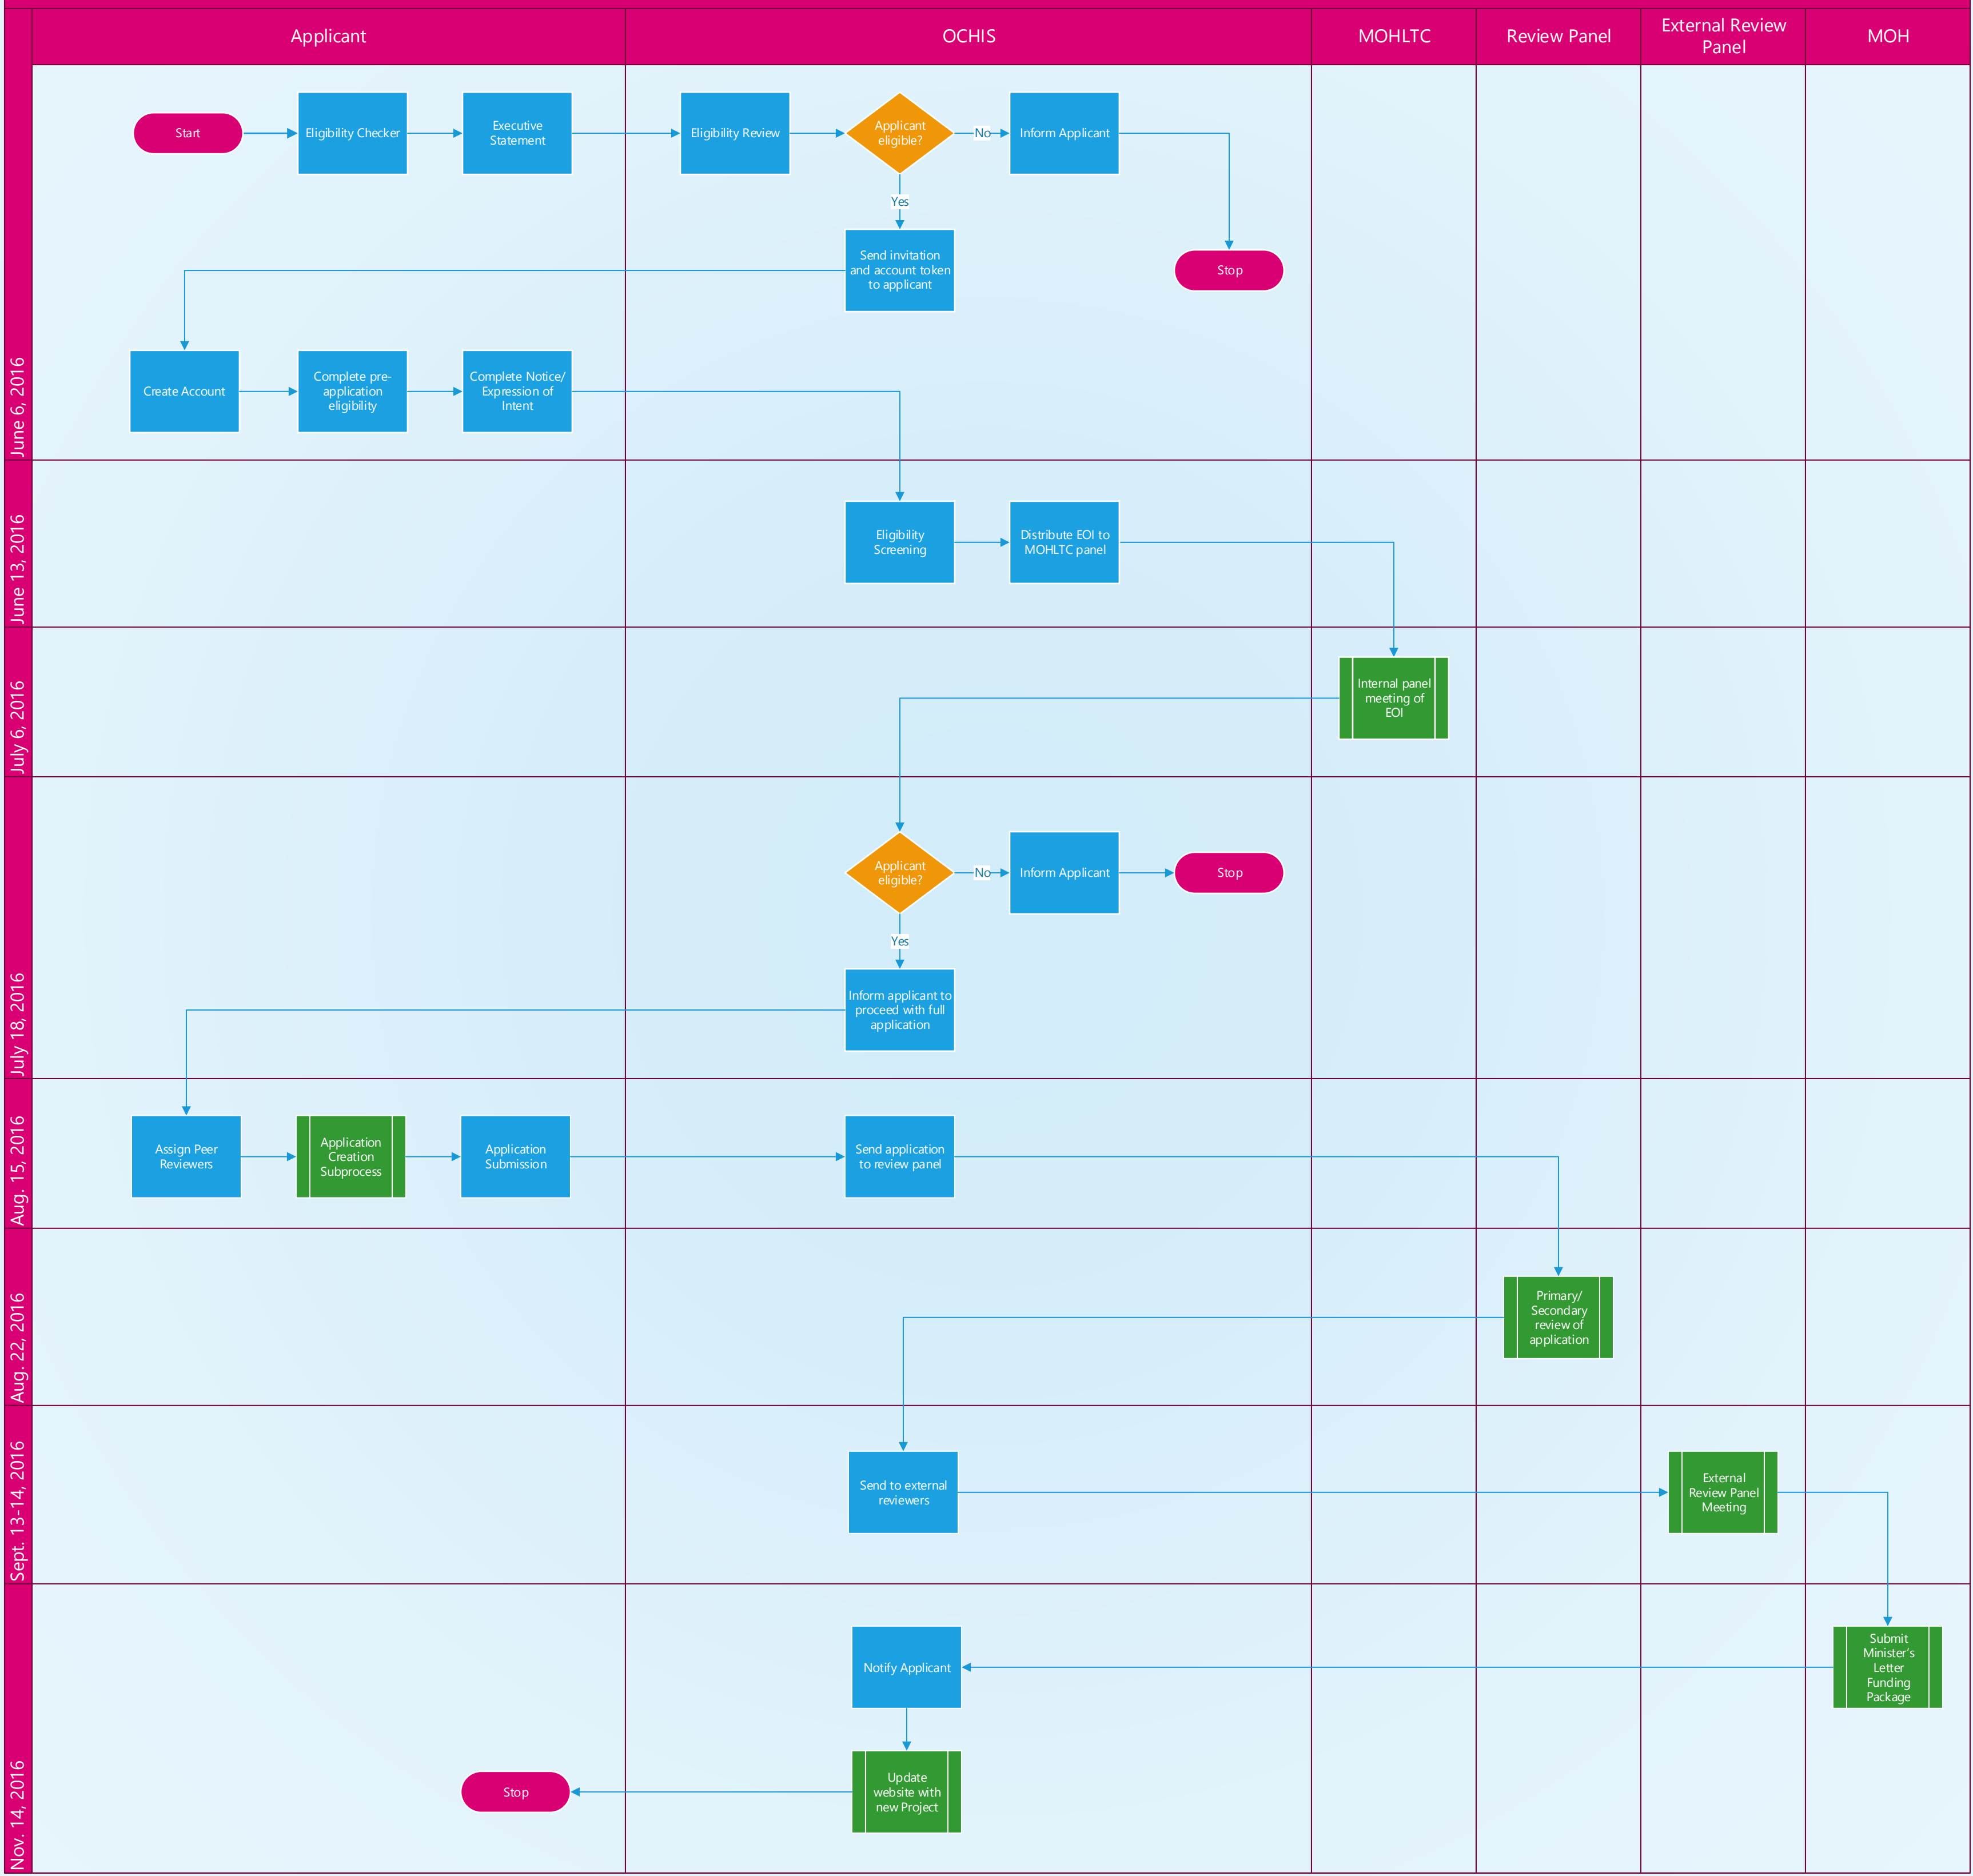 Applicant
OCHIS
MOHLTC
Review Panel
External Review
Panel
MOH
June 6, 2016
Start
Eligibility Checker
Executive
Statement
Eligibility Review
Applicant
eligible?
No
Inform Applicant
Yes
Send invitation
and account token
to applicant
Stop
Create Account
Complete pre-
application
eligibility
Complete Notice/
Expression of
Intent
June 13, 2016
Eligibility
Screening
Distribute EOI to
MOHLTC panel
July 6, 2016
Internal panel
meeting of
EOI
July 18, 2016
Applicant
eligible?
No
Inform Applicant
Stop
Yes
Inform applicant to
proceed with full
application
Aug. 15, 2016
Assign Peer
Reviewers
Application
Creation
Subprocess
Application
Submission
Send application
to review panel
Aug. 22, 2016
Primary/
Secondary
review of
application
Sept. 13-14, 2016
Send to external
reviewers
External
Review Panel
Meeting
Nov. 14, 2016
Notify Applicant
Submit
Minister's
Letter
Funding
Package
Stop
Update
website with
new Project